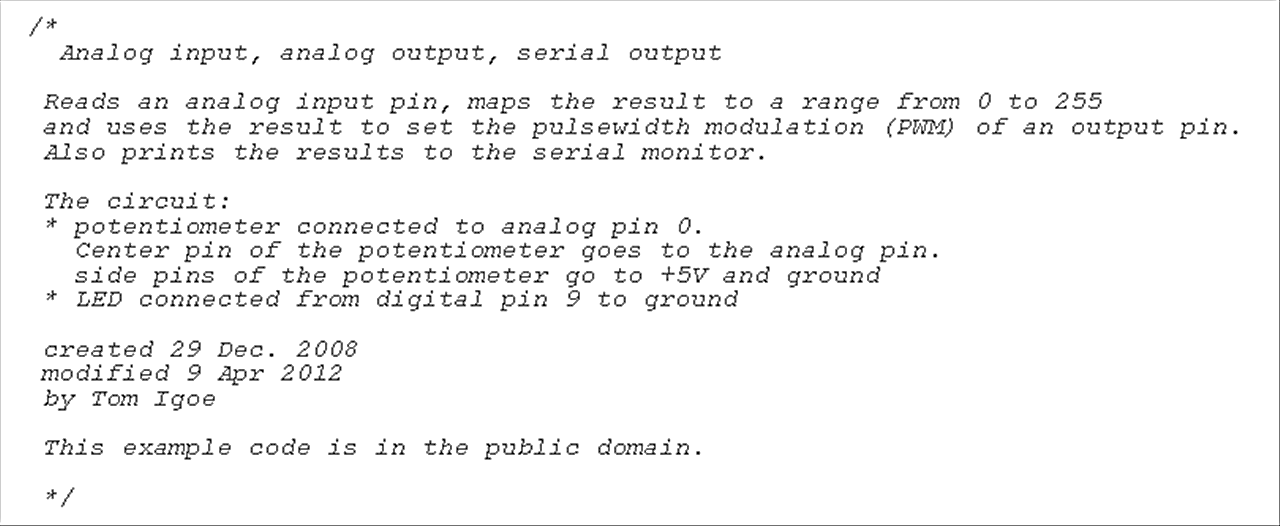 /*
Analog input, analog output, serial output
Reads an analog input pin, maps the result to a range from 0 to 255
and uses the result to set the pulsewidth modulation (PWM) of an output pin.
Also prints the results to the serial monitor.
The circuit:
* potentiometer connected to analog pin 0.
Center pin of the potentiometer goes to the analog pin.
side pins of the potentiometer go to +5V and ground
* LED connected from digital pin 9 to ground
created 29 Dec. 2008
modified 9 Apr 2012
by Tom Igoe
This example code is in the public domain.
*/